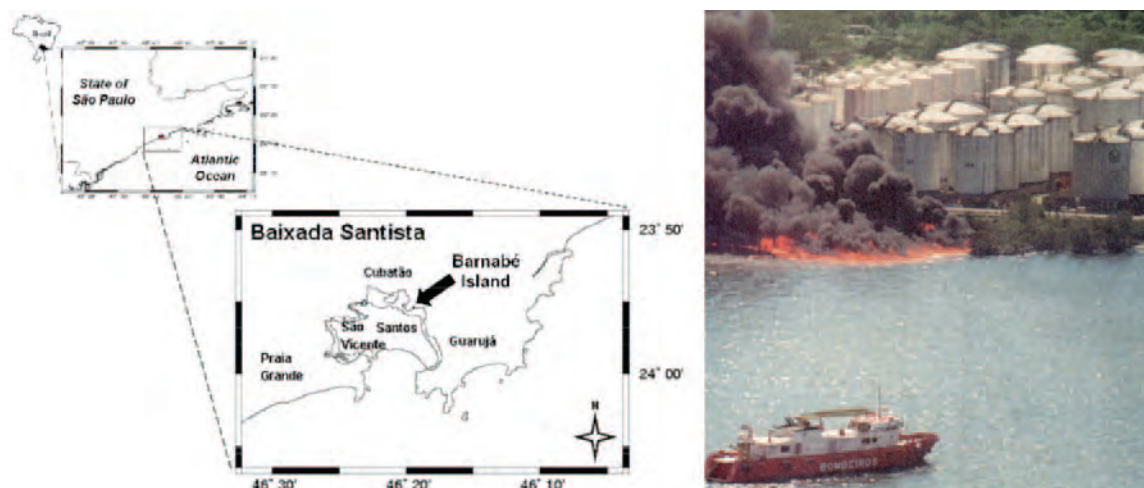 Brasil
State of
São Paulo
Atlantic
Ocean
Baixada Santista
Barnabé
Island
Cubatão
São
Vicente
Santos
Guarujá
Praia
Grande
N
23° 50'
24° 00'
46° 30'
46° 20'
46° 10'
BOMBEIROS